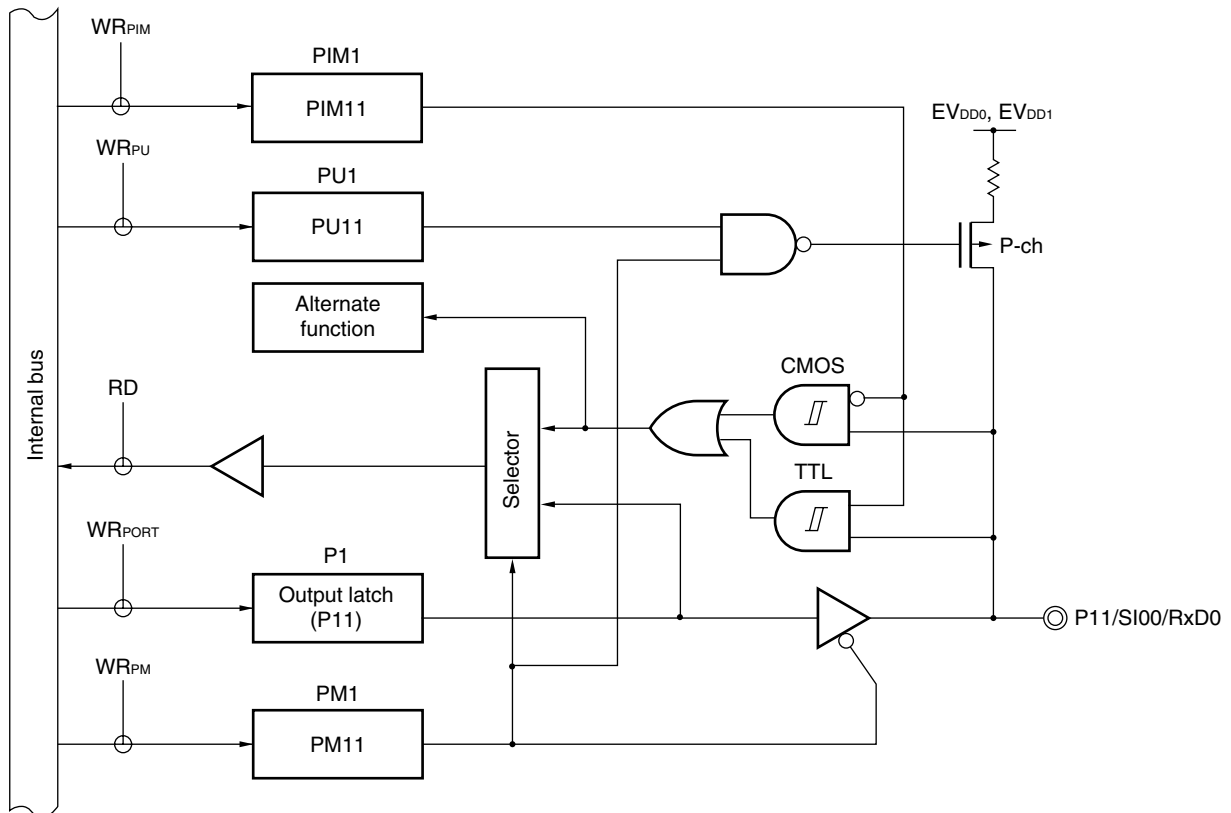 WRPIM
PIM1
PIM11
EVDD0, EVDD1
WRPU
PU1
PU11
P-ch
Alternate
function
CMOS
RD
Internal bus
Selector
TTL
WRPORT
P1
Output latch
(P11)
P11/SI00/RxD0
WRPM
PM1
PM11